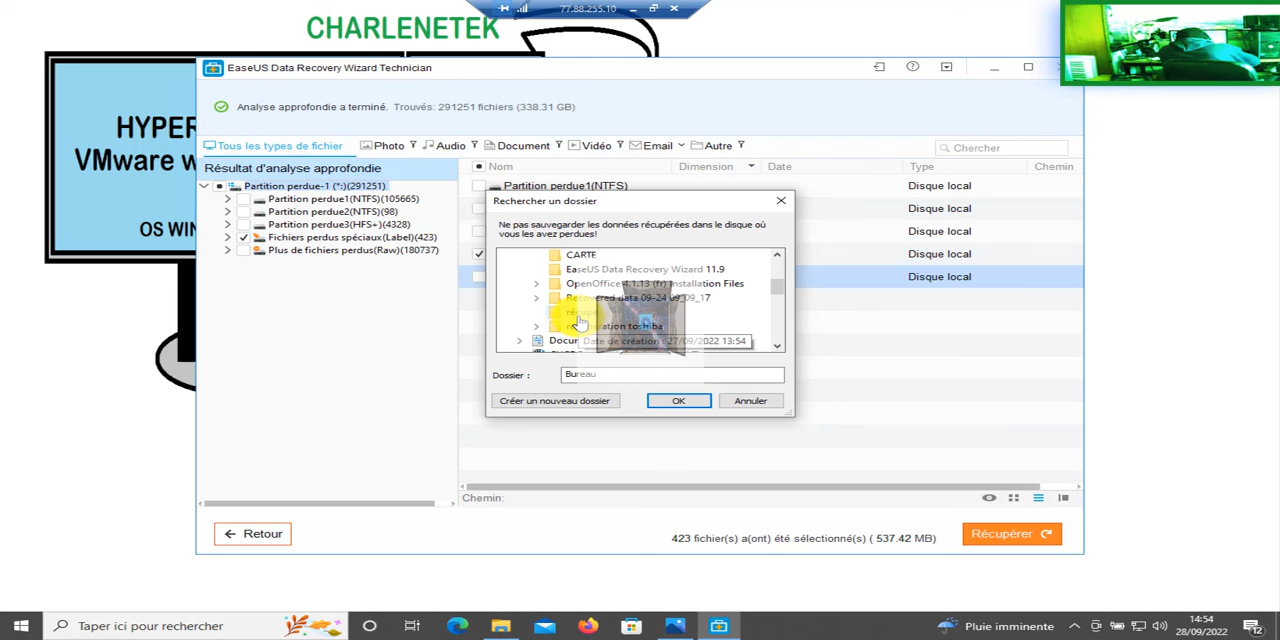 77.88.255.10
CHARLENETEK
EaseUS Data Recovery Wizard Technician
Analyse approfondie a terminé. Trouvés: 291251 fichiers (338.31 GB)
HYPER
VMware w
OS WIN
Tous les types de fichier Photo Audio Document Vidéo Email Autre Chercher
Résultat d'analyse approfondie
Nom Dimension Date Type Chemin
Partition perdue-1 (*:)(291251)
Partition perdue1(NTFS)(105665)
Partition perdue2(NTFS)(98)
Partition perdue3(HFS+)(4328)
Fichiers perdus spéciaux(Label)(423)
Plus de fichiers perdus(Raw)(180737)
Partition perdue1(NTFS) Disque local
Disque local
Disque local
Disque local
Disque local
Rechercher un dossier
Ne pas sauvegarder les données récupérées dans le disque où
vous les avez perdues!
CARTE
EaseUS Data Recovery Wizard 11.9
OpenOffice 4.1.13 (fr) Installation Files
Recovered data 09-24 09_09_17
toshiba
Date de création : 27/09/2022 13:54
Dossier : Bureau
Créer un nouveau dossier OK Annuler
Chemin:
Retour
423 fichier(s) a(ont) été sélectionné(s) ( 537.42 MB)
Récupérer
Taper ici pour rechercher
Pluie imminente
14:54
28/09/2022
12